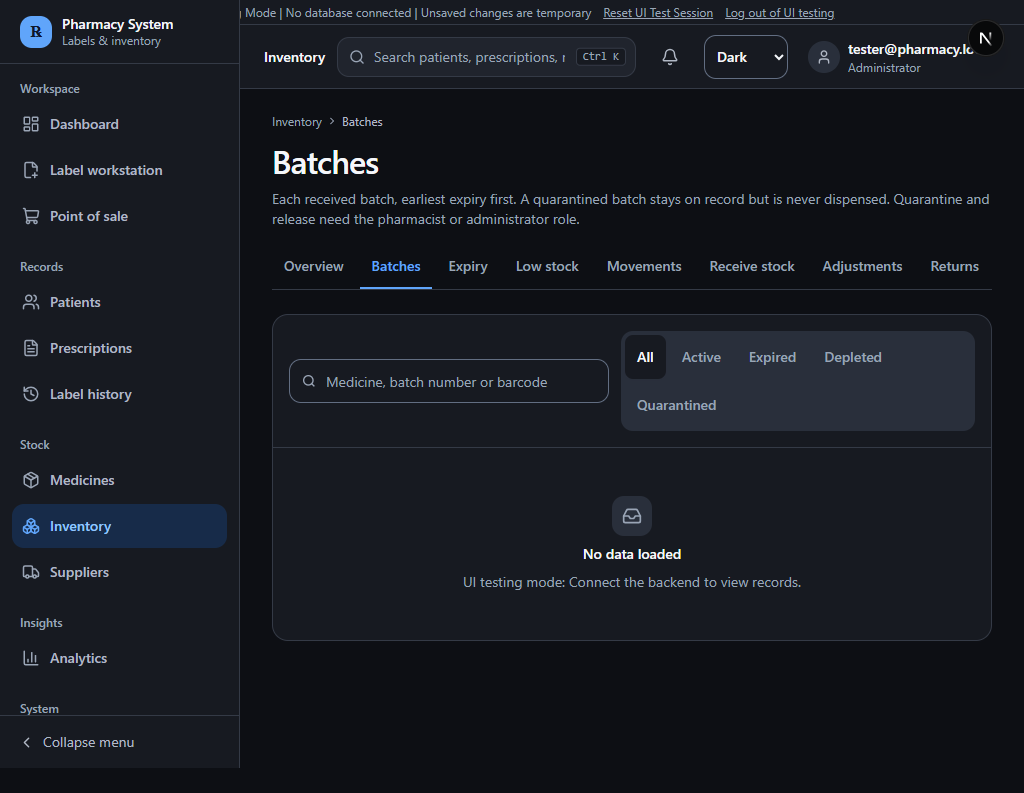 ℞
Pharmacy System
Labels & inventory
Workspace
Dashboard
Label workstation
Point of sale
Records
Patients
Prescriptions
Label history
Stock
Medicines
Inventory
Suppliers
Insights
Analytics
System
Collapse menu
Mode | No database connected | Unsaved changes are temporary Reset UI Test Session Log out of UI testing
Inventory
Search patients, prescriptions, Ctrl K
Dark
tester@pharmacy.lo
Administrator
N
Inventory > Batches
Batches
Each received batch, earliest expiry first. A quarantined batch stays on record but is never dispensed. Quarantine and
release need the pharmacist or administrator role.
Overview Batches Expiry Low stock Movements Receive stock Adjustments Returns
Medicine, batch number or barcode
All Active Expired Depleted
Quarantined
No data loaded
UI testing mode: Connect the backend to view records.